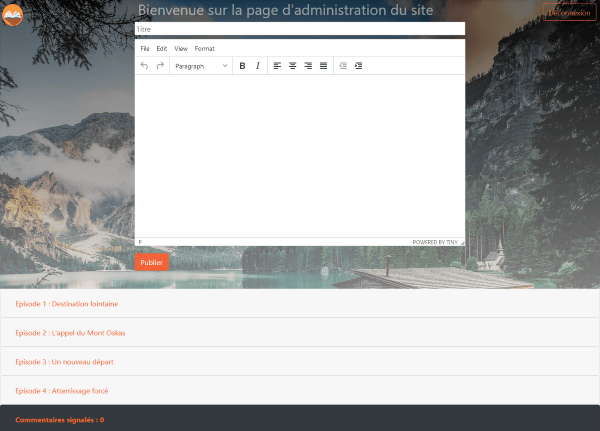 Bienvenue sur la page d'administration du site
Déconnexion
Titre
File Edit View Format
Paragraph B I
P POWERED BY TINY
Publier
Episode 1 : Destination lointaine
Episode 2 : L'appel du Mont Oskas
Episode 3 : Un nouveau départ
Episode 4 : Atterrissage forcé
Commentaires signalés : 0